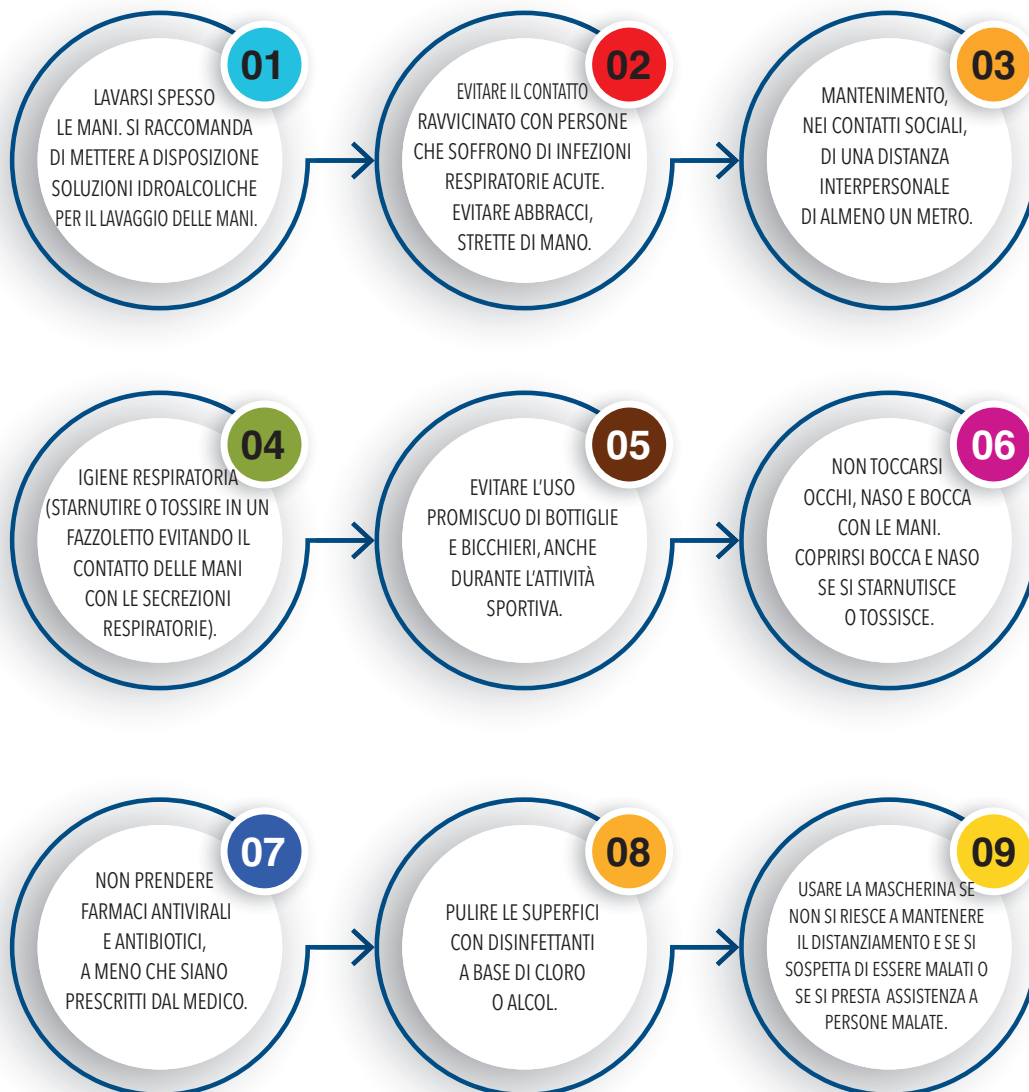 01
LAVARSI SPESSO
LE MANI. SI RACCOMANDA
DI METTERE A DISPOSIZIONE
SOLUZIONI IDROALCOLICHE
PER IL LAVAGGIO DELLE MANI.
02
EVITARE IL CONTATTO
RAVVICINATO CON PERSONE
CHE SOFFRONO DI INFEZIONI
RESPIRATORIE ACUTE.
EVITARE ABBRACCI,
STRETTE DI MANO.
03
MANTENIMENTO,
NEI CONTATTI SOCIALI,
DI UNA DISTANZA
INTERPERSONALE
DI ALMENO UN METRO.
04
IGIENE RESPIRATORIA
(STARNUTIRE O TOSSIRE IN UN
FAZZOLETTO EVITANDO IL
CONTATTO DELLE MANI
CON LE SECREZIONI
RESPIRATORIE).
05
EVITARE L'USO
PROMISCUO DI BOTTIGLIE
E BICCHIERI, ANCHE
DURANTE L'ATTIVITÀ
SPORTIVA.
06
NON TOCCARSI
OCCHI, NASO E BOCCA
CON LE MANI.
COPRIRSI BOCCA E NASO
SE SI STARNUTISCE
O TOSSISCE.
07
NON PRENDERE
FARMACI ANTIVIRALI
E ANTIBIOTICI,
A MENO CHE SIANO
PRESCRITTI DAL MEDICO.
08
PULIRE LE SUPERFICI
CON DISINFETTANTI
A BASE DI CLORO
O ALCOL.
09
USARE LA MASCHERINA SE
NON SI RIESCE A MANTENERE
IL DISTANZIAMENTO E SE SI
SOSPETTA DI ESSERE MALATI O
SE SI PRESTA ASSISTENZA A
PERSONE MALATE.